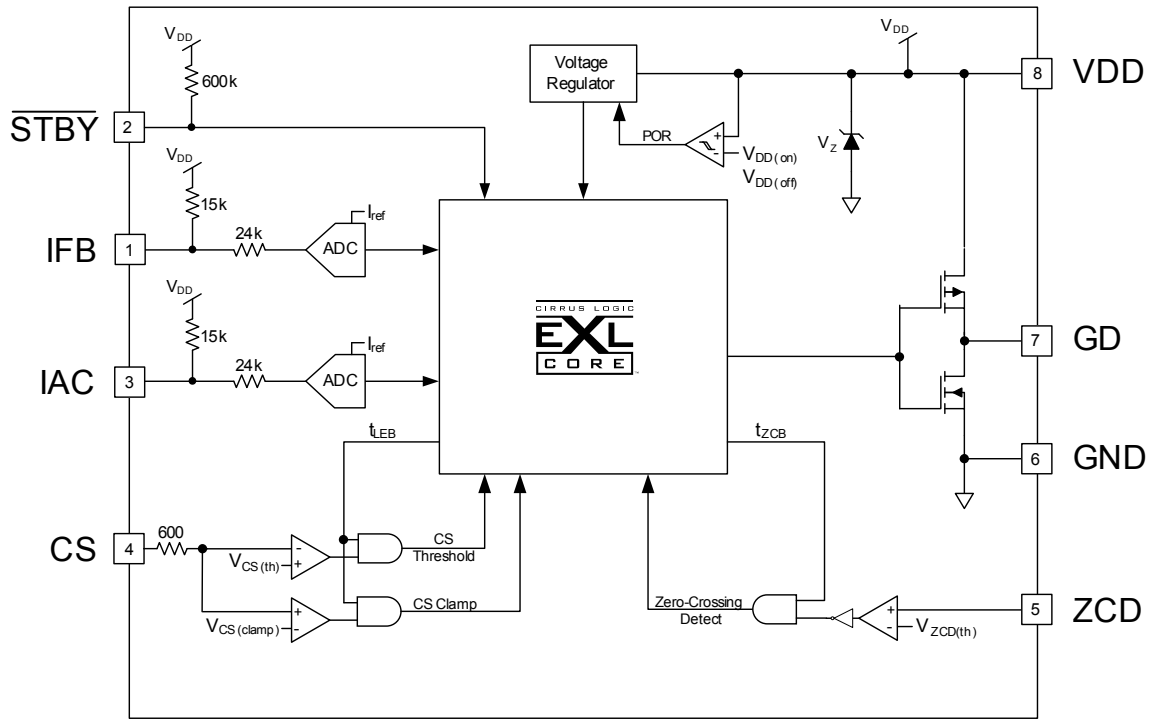 VDD
600k
STBY
2
VDD
15k
IFB
1
24k
Iref
ADC
VDD
15k
IAC
3
24k
Iref
ADC
Voltage
Regulator
POR
+
-
VDD(on)
VDD(off)
VZ
VDD
8
VDD
CIRRUS LOGIC
EXL
CORE
7
GD
6
GND
tLEB
tZCB
CS
4
600
VCS(th)
-
+
CS
Threshold
VCS(clamp)
+
-
CS Clamp
Zero-Crossing
Detect
+
-
VZCD(th)
5
ZCD